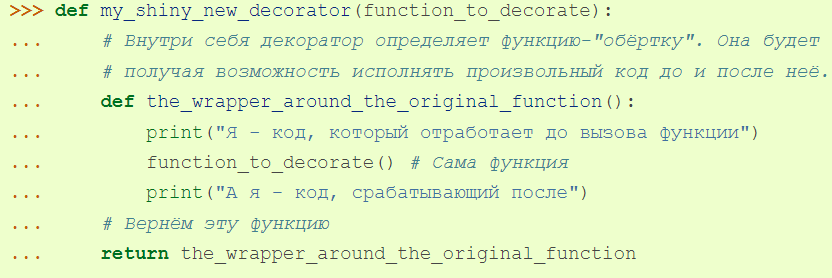 >>> def my_shiny_new_decorator(function_to_decorate):
...     # Внутри себя декоратор определяет функцию-"обёртку". Она будет
...     # получая возможность исполнять произвольный код до и после неё.
...     def the_wrapper_around_the_original_function():
...         print("Я - код, который отработает до вызова функции")
...         function_to_decorate() # Сама функция
...         print("А я - код, срабатывающий после")
...     # Вернём эту функцию
...     return the_wrapper_around_the_original_function